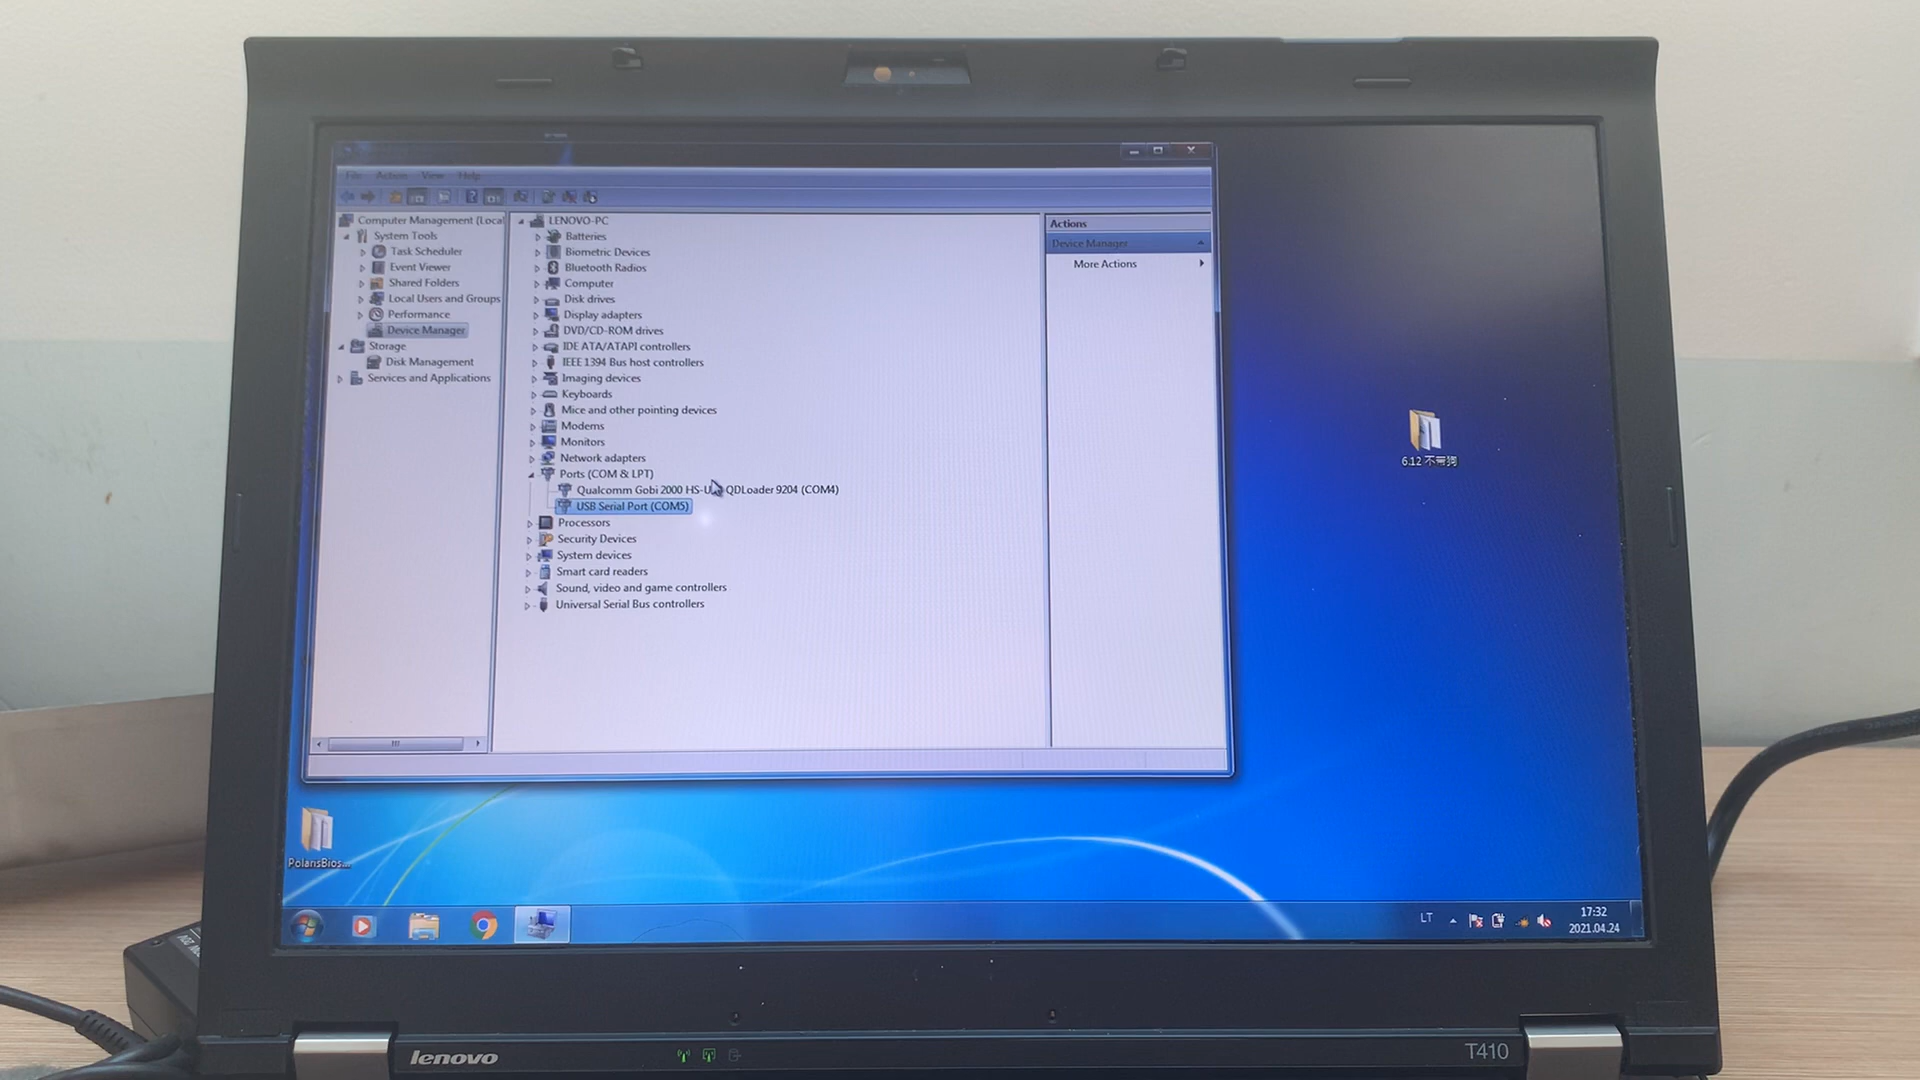 File Action View Help
Computer Management (Local
System Tools
Task Scheduler
Event Viewer
Shared Folders
Local Users and Groups
Performance
Device Manager
Storage
Disk Management
Services and Applications
LENOVO-PC
Batteries
Biometric Devices
Bluetooth Radios
Computer
Disk drives
Display adapters
DVD/CD-ROM drives
IDE ATA/ATAPI controllers
IEEE 1394 Bus host controllers
Imaging devices
Keyboards
Mice and other pointing devices
Modems
Monitors
Network adapters
Ports (COM & LPT)
Qualcomm Gobi 2000 QDLoader 9204 (COM4)
USB Serial Port (COM5)
Processors
Security Devices
System devices
Smart card readers
Sound, video and game controllers
Universal Serial Bus controllers
Actions
Device Manager
More Actions
6.12
PolarisBios...
LT
17:32
2021.04.24
lenovo
T410